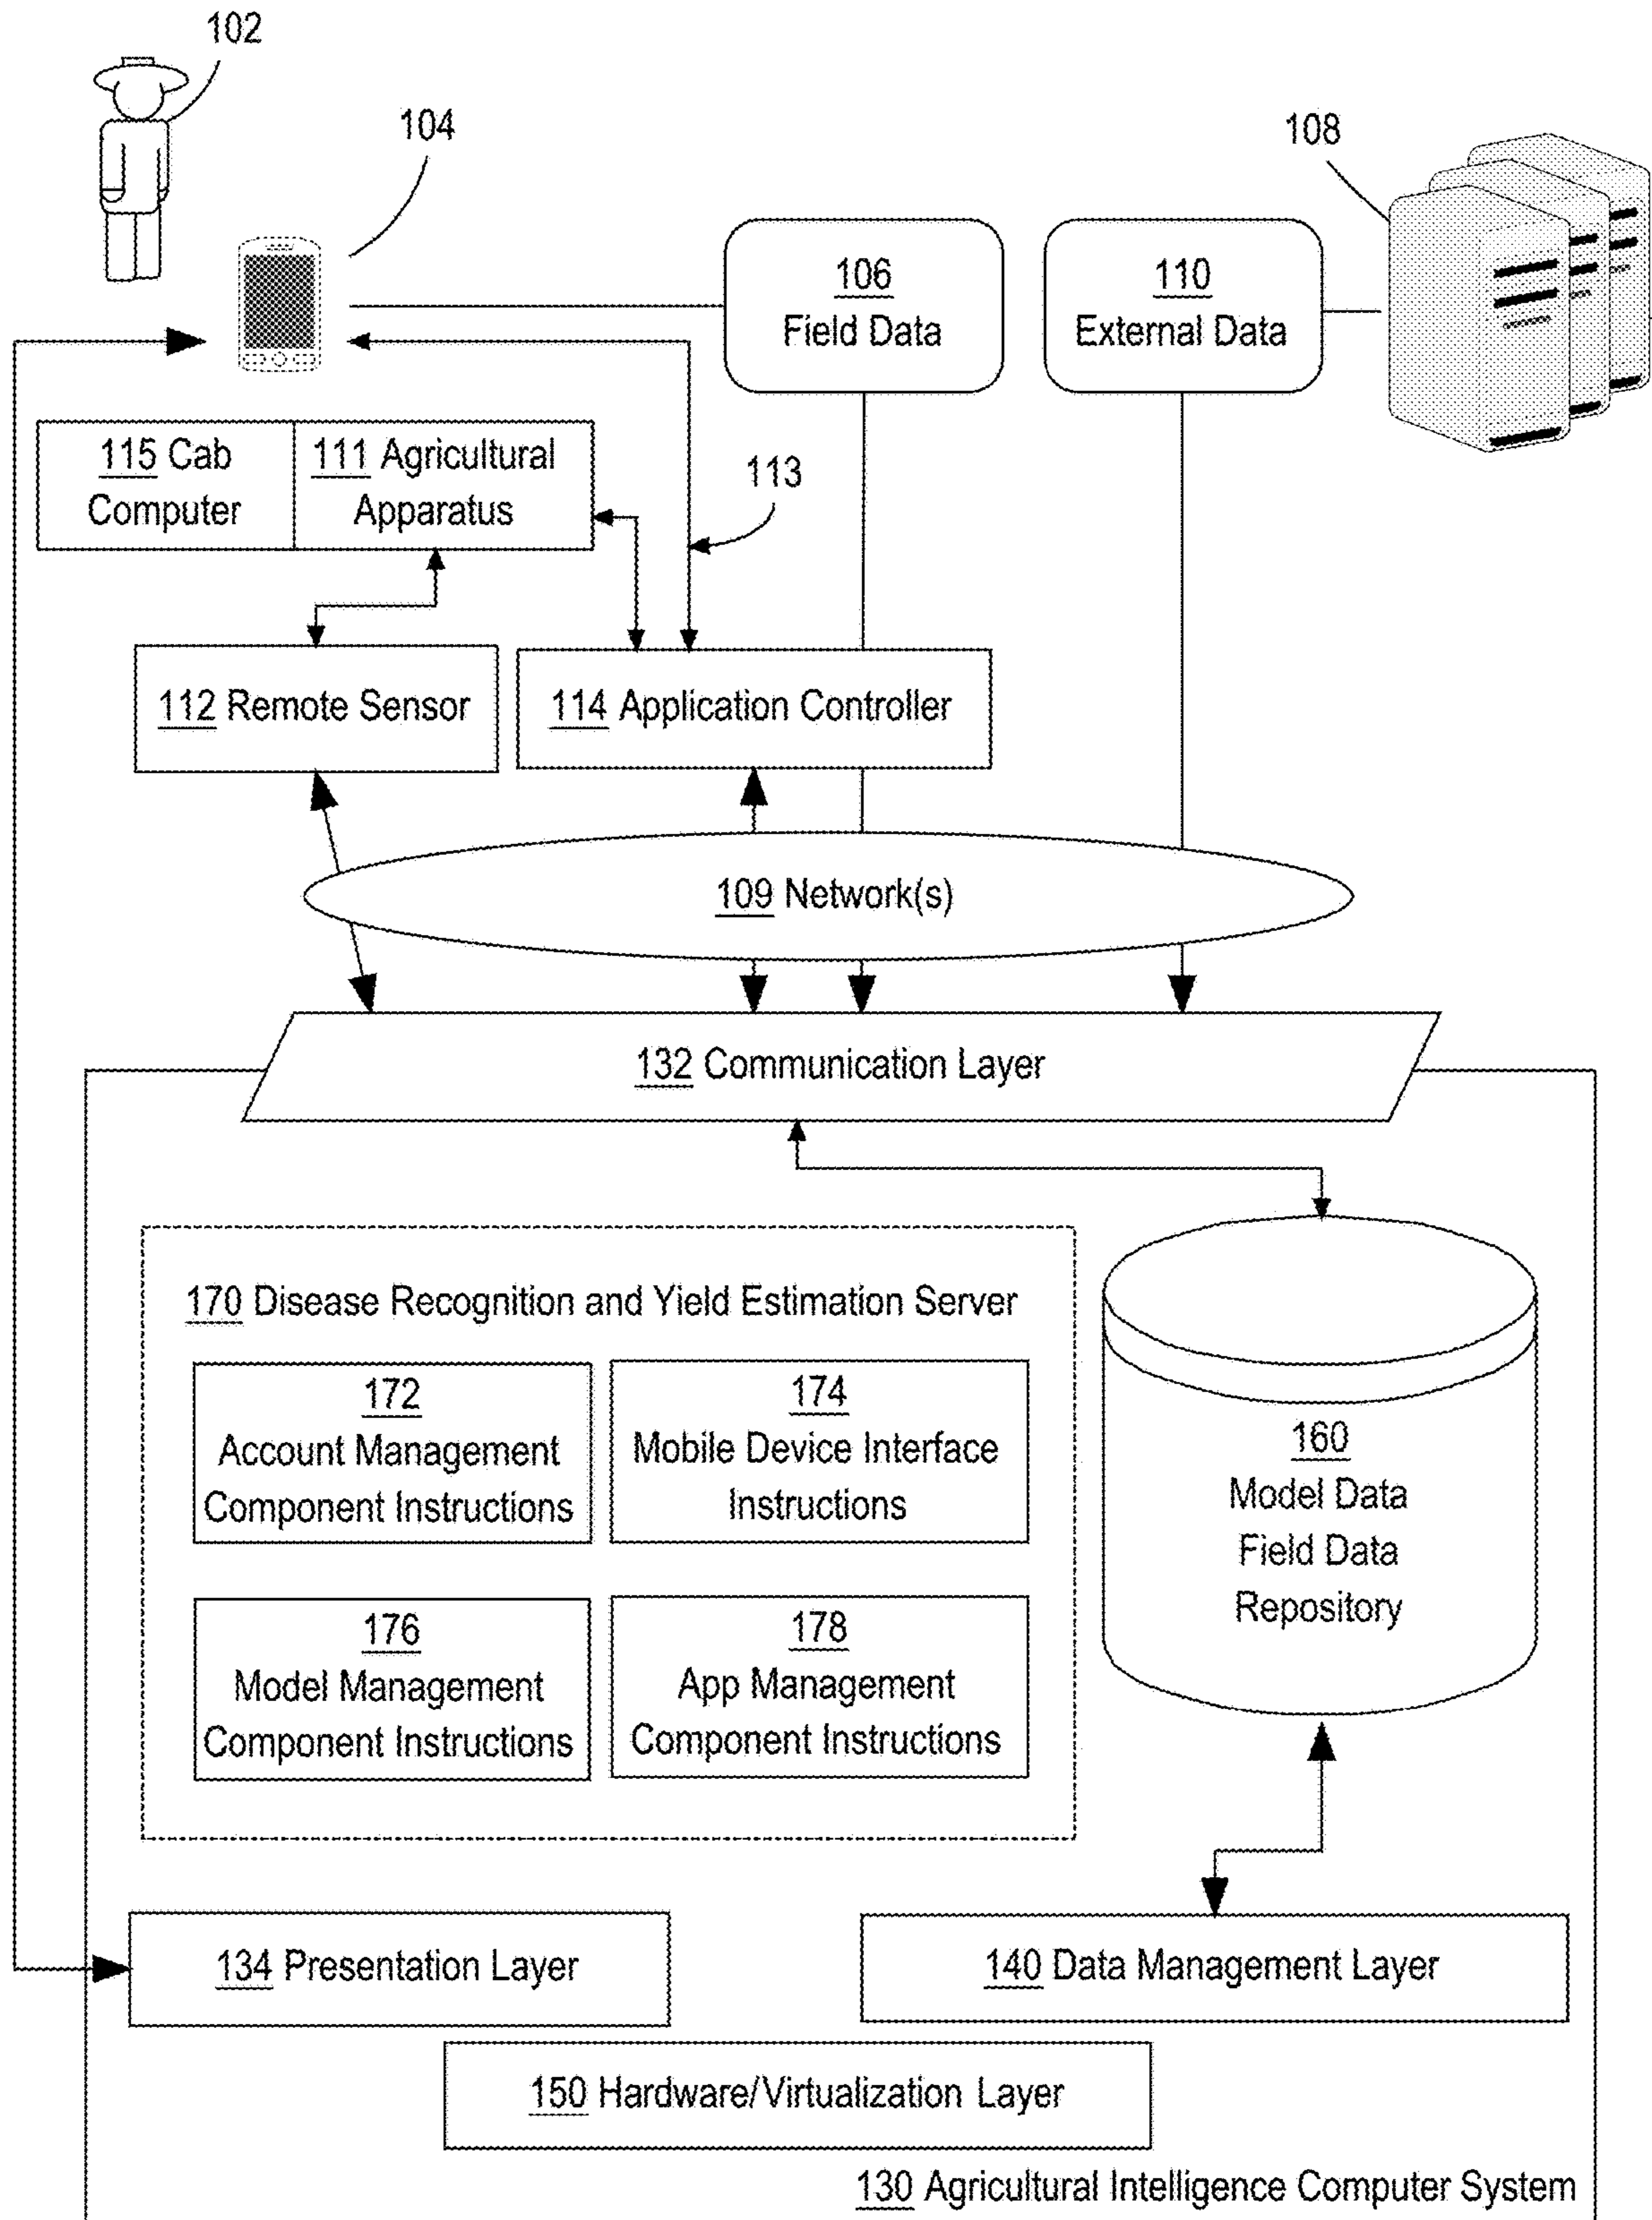 102
104
108
106
Field Data
110
External Data
115 Cab
Computer
111 Agricultural
Apparatus
113
112 Remote Sensor
114 Application Controller
109 Network(s)
132 Communication Layer
170 Disease Recognition and Yield Estimation Server
172
Account Management
Component Instructions
174
Mobile Device Interface
Instructions
176
Model Management
Component Instructions
178
App Management
Component Instructions
160
Model Data
Field Data
Repository
134 Presentation Layer
140 Data Management Layer
150 Hardware/Virtualization Layer
130 Agricultural Intelligence Computer System